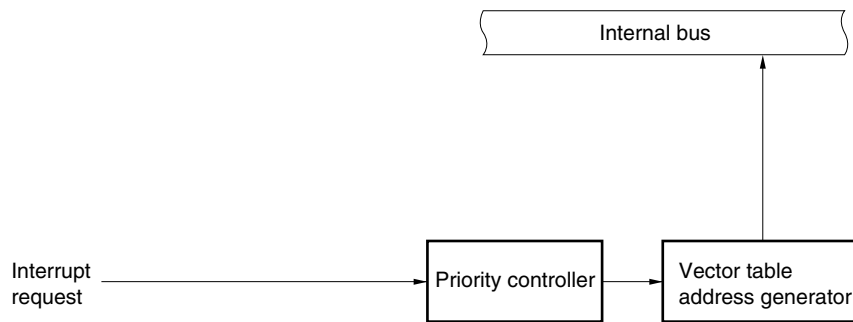 Internal bus
Interrupt
request
Priority controller
Vector table
address generator